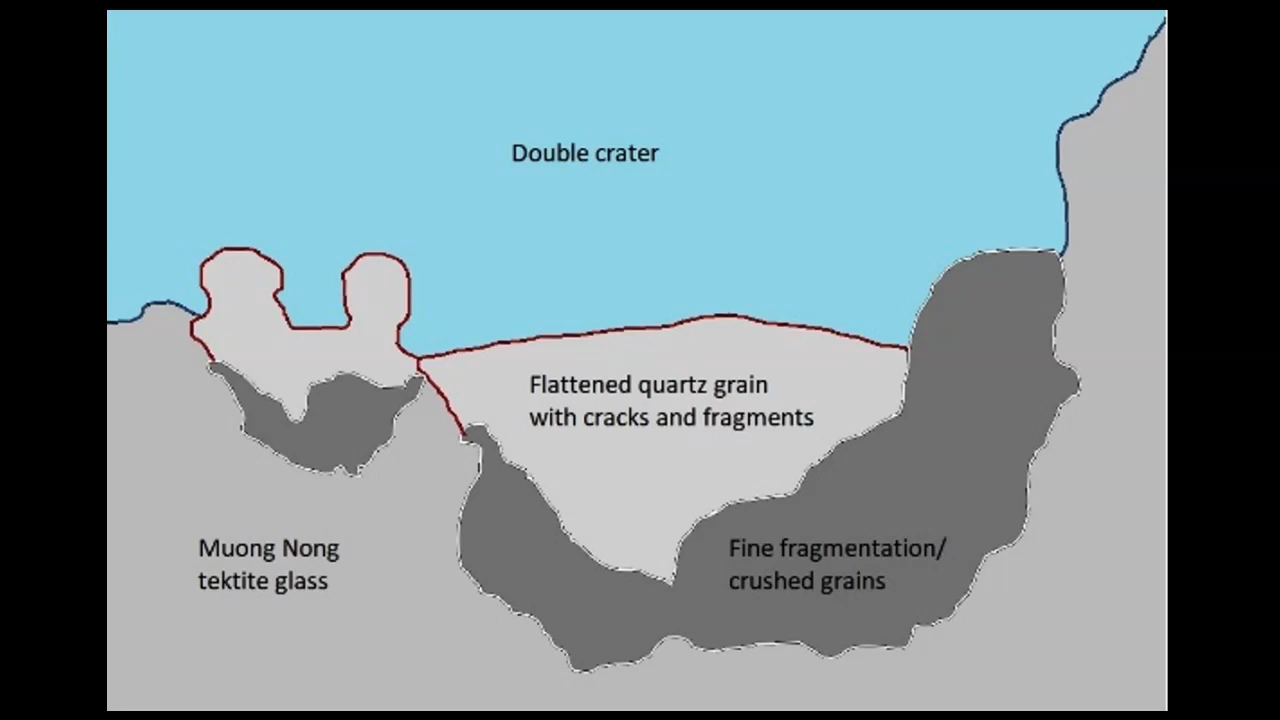 Double crater
Flattened quartz grain
with cracks and fragments
Muong Nong
tektite glass
Fine fragmentation/
crushed grains